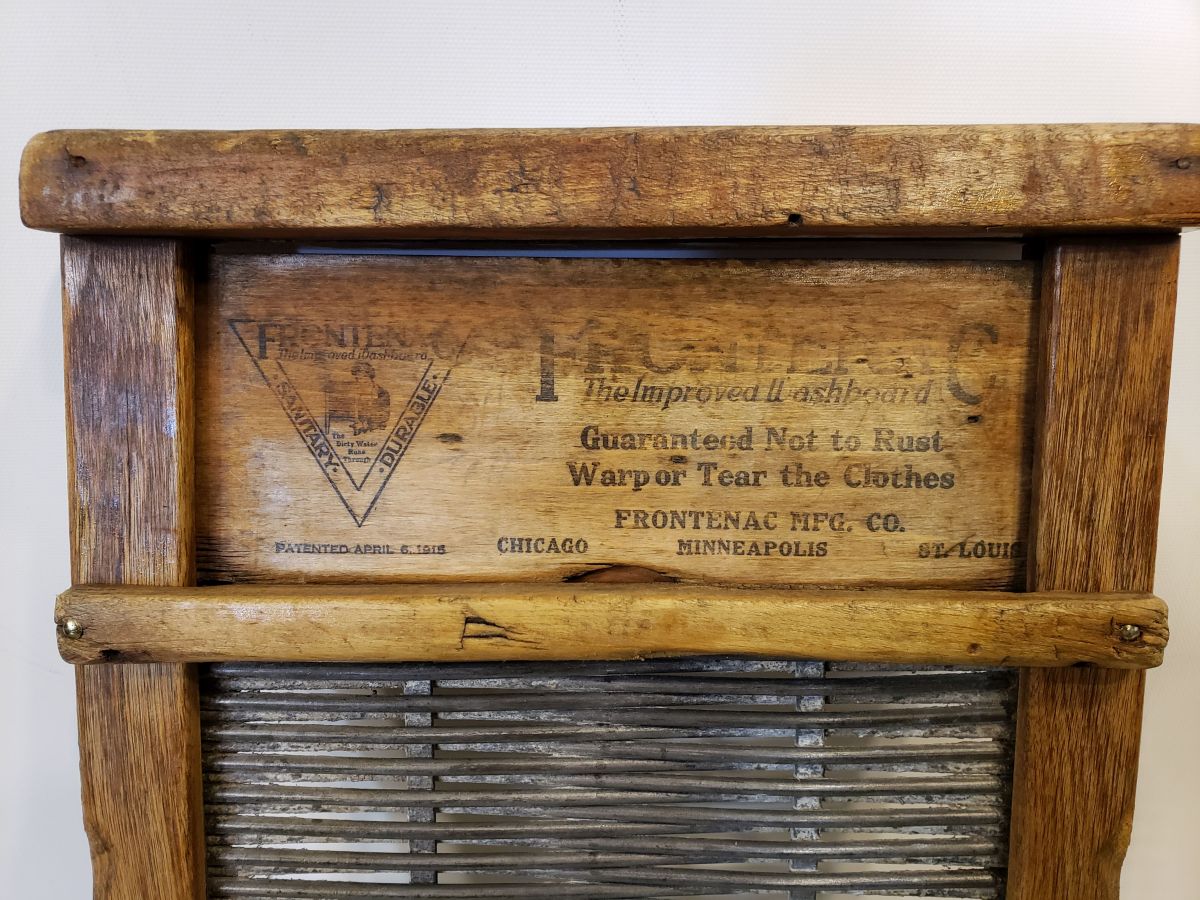 FRONTENAC
The Improved Washboard
SANITARY.
.DURABLE.
The
Dirty Water
Runs
Through
PATENTED APRIL 6, 1915
FRONTENAC
The Improved Washboard
Guaranteed Not to Rust
Warp or Tear the Clothes
FRONTENAC MFG. CO.
CHICAGO MINNEAPOLIS ST. LOUIS